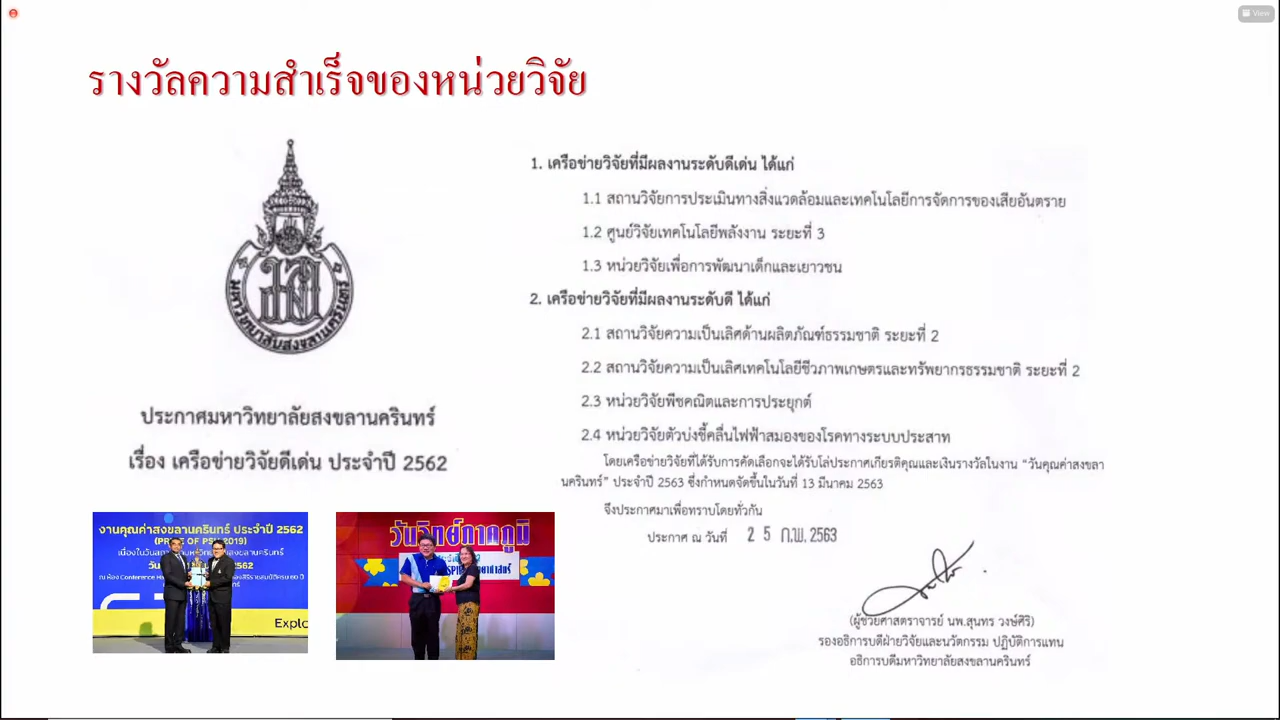 View
รางวัลความสำเร็จของหน่วยวิจัย
มหาวิทยาลัยสงขลานครินทร์
ประกาศมหาวิทยาลัยสงขลานครินทร์
เรื่อง เครือข่ายวิจัยดีเด่น ประจำปี 2562
1. เครือข่ายวิจัยที่มีผลงานระดับดีเด่น ได้แก่
1.1 สถานวิจัยการประเมินทางสิ่งแวดล้อมและเทคโนโลยีการจัดการของเสียอันตราย
1.2 ศูนย์วิจัยเทคโนโลยีพลังงาน ระยะที่ 3
1.3 หน่วยวิจัยเพื่อการพัฒนาเด็กและเยาวชน
2. เครือข่ายวิจัยที่มีผลงานระดับดี ได้แก่
2.1 สถานวิจัยความเป็นเลิศด้านผลิตภัณฑ์ธรรมชาติ ระยะที่ 2
2.2 สถานวิจัยความเป็นเลิศเทคโนโลยีชีวภาพเกษตรและทรัพยากรธรรมชาติ ระยะที่ 2
2.3 หน่วยวิจัยพีชคณิตและการประยุกต์
2.4 หน่วยวิจัยตัวบ่งชี้คลื่นไฟฟ้าสมองของโรคทางระบบประสาท
โดยเครือข่ายวิจัยที่ได้รับการคัดเลือกจะได้รับโล่ประกาศเกียรติคุณและเงินรางวัลในงาน “วันคุณค่าสงขลา
นครินทร์” ประจำปี 2563 ซึ่งกำหนดจัดขึ้นในวันที่ 13 มีนาคม 2563
จึงประกาศมาเพื่อทราบโดยทั่วกัน
ประกาศ ณ วันที่ 2 5 ก.พ. 2563
(ผู้ช่วยศาสตราจารย์ นพ.สุนทร วงษ์ศิริ)
รองอธิการบดีฝ่ายวิจัยและนวัตกรรม ปฏิบัติการแทน
อธิการบดีมหาวิทยาลัยสงขลานครินทร์
งานคุณค่าสงขลานครินทร์ ประจำปี 2562
(PRIDE OF PSU 2019)
2562
ณ ห้อง Conference
Explo
วันวิทย์ภาคภูมิ